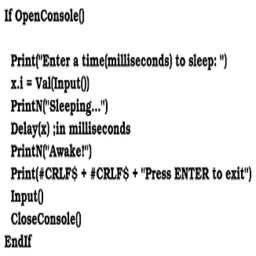 If OpenConsole()
Print("Enter a time(milliseconds) to sleep: ")
x.i = Val(Input())
PrintN("Sleeping...")
Delay(x) ;in milliseconds
PrintN("Awake!")
Print(#CRLF$ + #CRLF$ + "Press ENTER to exit")
Input()
CloseConsole()
EndIf